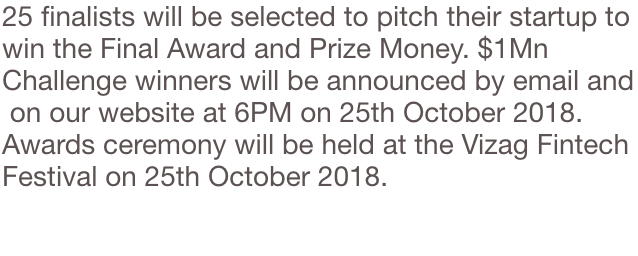 25 finalists will be selected to pitch their startup to
win the Final Award and Prize Money. $1Mn
Challenge winners will be announced by email and
on our website at 6PM on 25th October 2018.
Awards ceremony will be held at the Vizag Fintech
Festival on 25th October 2018.